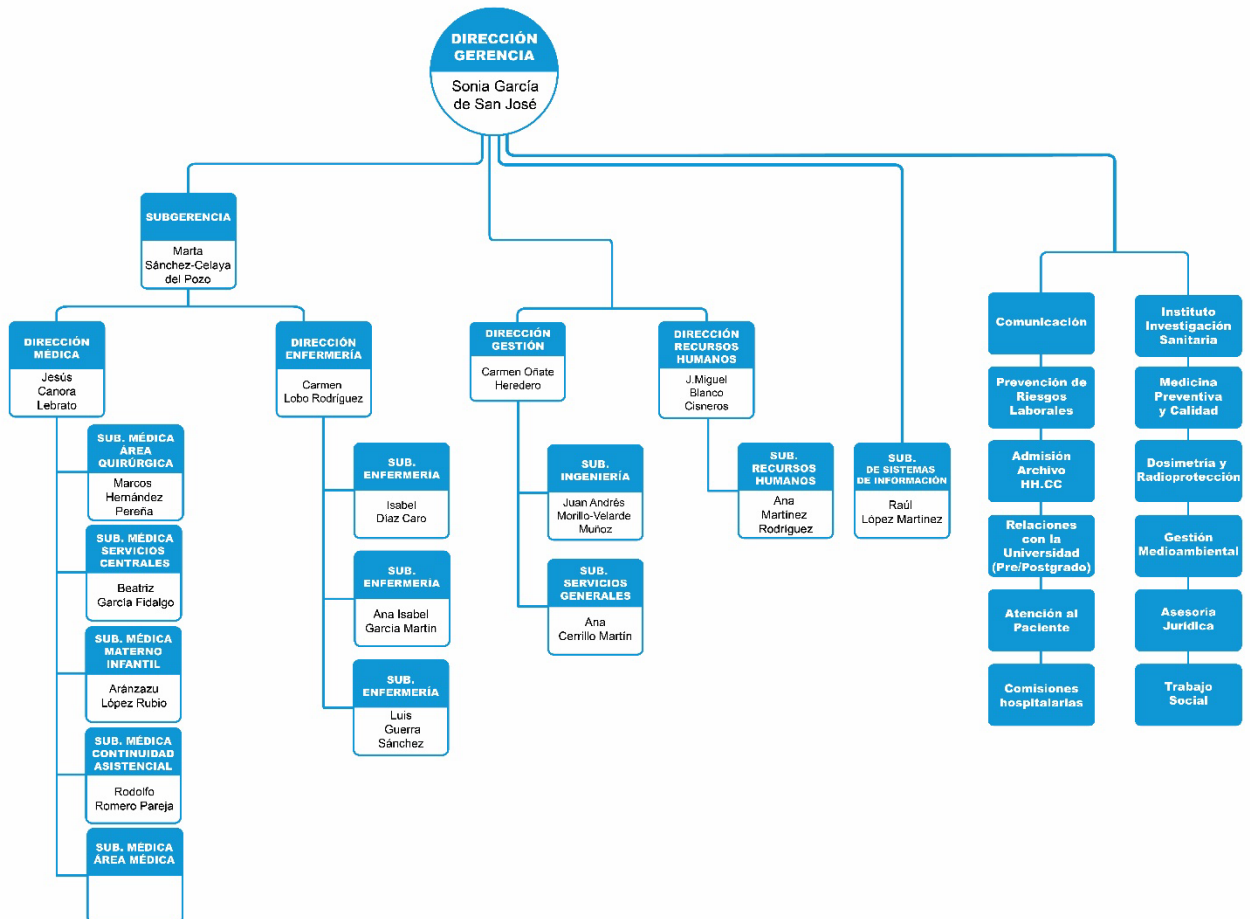 DIRECCIÓN
GERENCIA
Sonia García
de San José
SUBGERENCIA
Marta
Sánchez-Celaya
del Pozo
DIRECCIÓN
MÉDICA
Jesús
Canora
Lebrato
SUB. MÉDICA
ÁREA
QUIRÚRGICA
Marcos
Hernández
Pereña
SUB. MÉDICA
SERVICIOS
CENTRALES
Beatriz
García Fidalgo
SUB. MÉDICA
MATERNO
INFANTIL
Aránzazu
López Rubio
SUB. MÉDICA
CONTINUIDAD
ASISTENCIAL
Rodolfo
Romero Pareja
SUB. MÉDICA
ÁREA MÉDICA
DIRECCIÓN
ENFERMERÍA
Carmen
Lobo Rodríguez
SUB.
ENFERMERÍA
Isabel
Díaz Caro
SUB.
ENFERMERÍA
Ana Isabel
García Martín
SUB.
ENFERMERÍA
Luis
Guerra
Sánchez
DIRECCIÓN
GESTIÓN
Carmen Oñate
Heredero
SUB.
INGENIERÍA
Juan Andrés
Morillo-Velarde
Muñoz
SUB.
SERVICIOS
GENERALES
Ana
Cerrillo Martín
DIRECCIÓN
RECURSOS
HUMANOS
J.Miguel
Blanco
Cisneros
SUB.
RECURSOS
HUMANOS
Ana
Martínez
Rodríguez
SUB.
DE SISTEMAS
DE INFORMACIÓN
Raúl
López Martínez
Comunicación
Prevención de
Riesgos
Laborales
Admisión
Archivo
HH.CC
Relaciones
con la
Universidad
(Pre/Postgrado)
Atención al
Paciente
Comisiones
hospitalarias
Instituto
Investigación
Sanitaria
Medicina
Preventiva
y Calidad
Dosimetría y
Radioprotección
Gestión
Medioambiental
Asesoría
Jurídica
Trabajo
Social